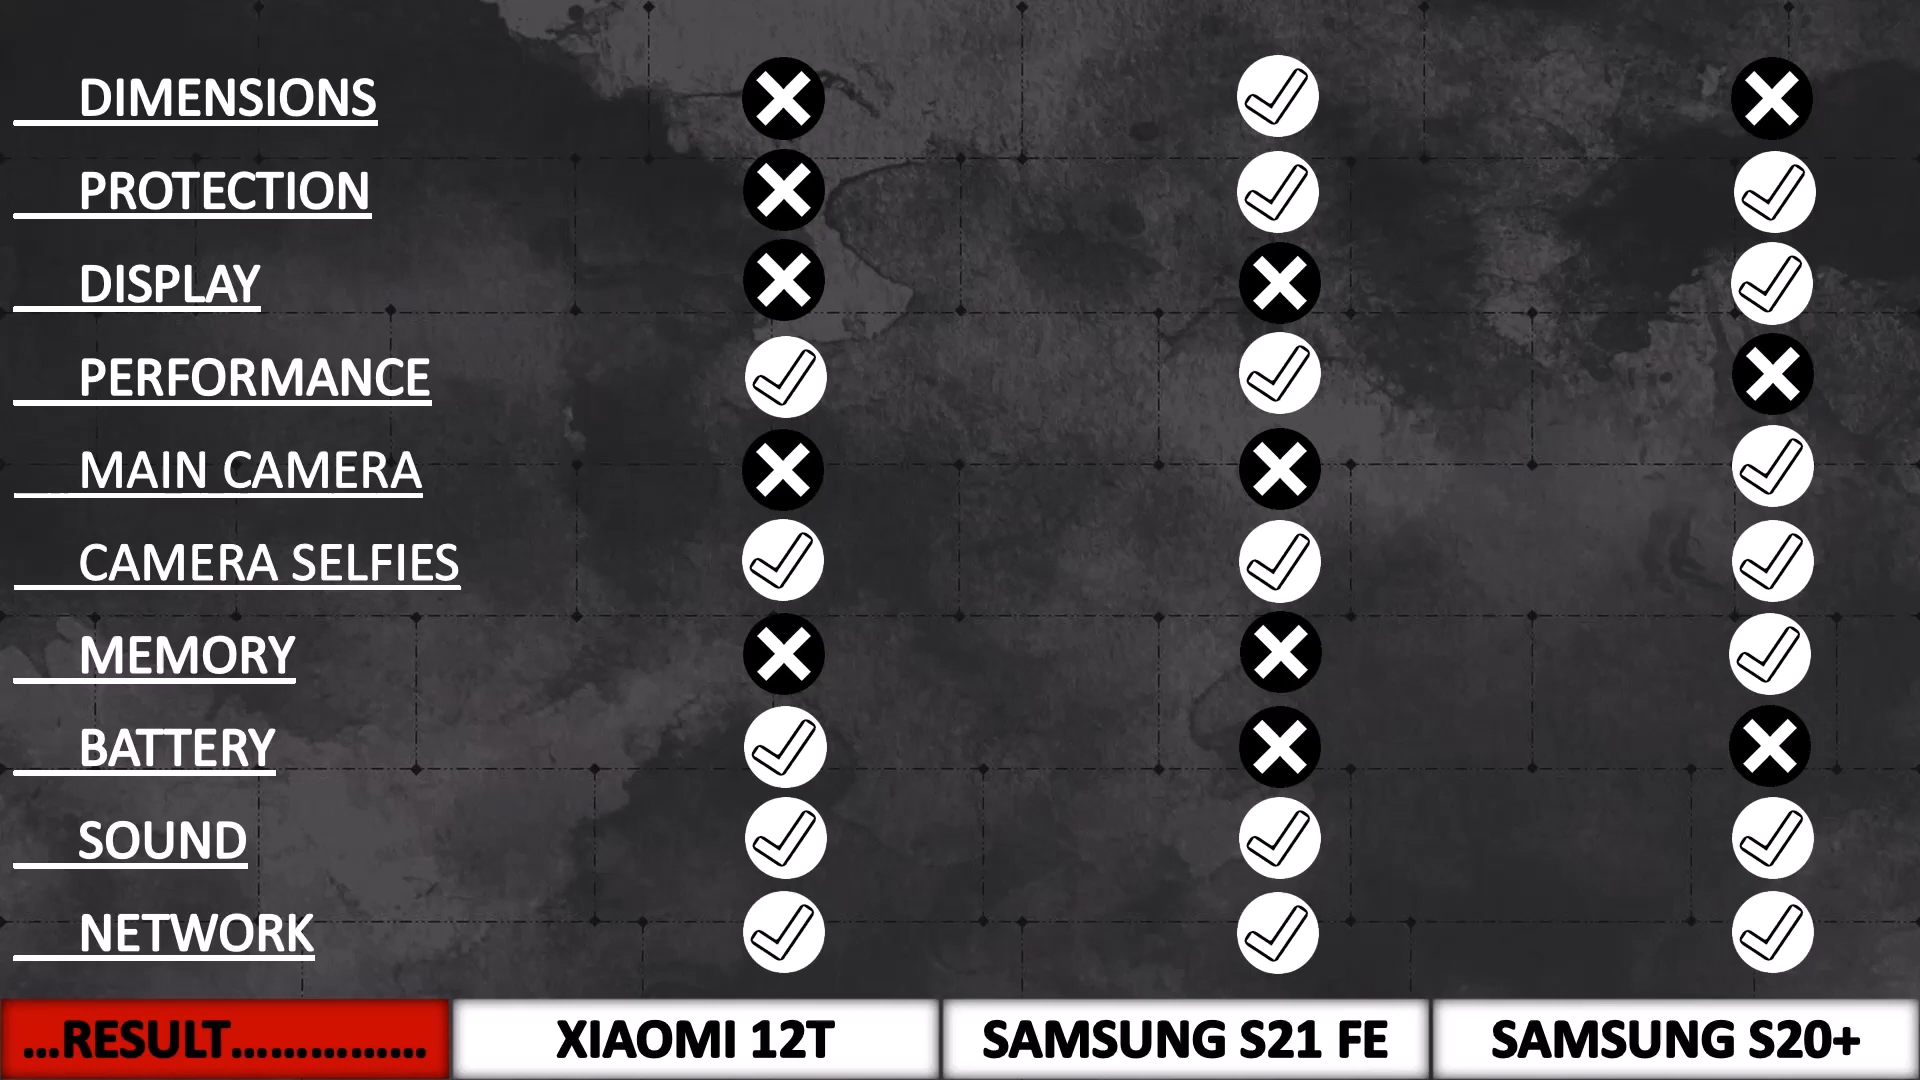 DIMENSIONS
PROTECTION
DISPLAY
PERFORMANCE
MAIN CAMERA
CAMERA SELFIES
MEMORY
BATTERY
SOUND
NETWORK
...RESULT............... XIAOMI 12T SAMSUNG S21 FE SAMSUNG S20+